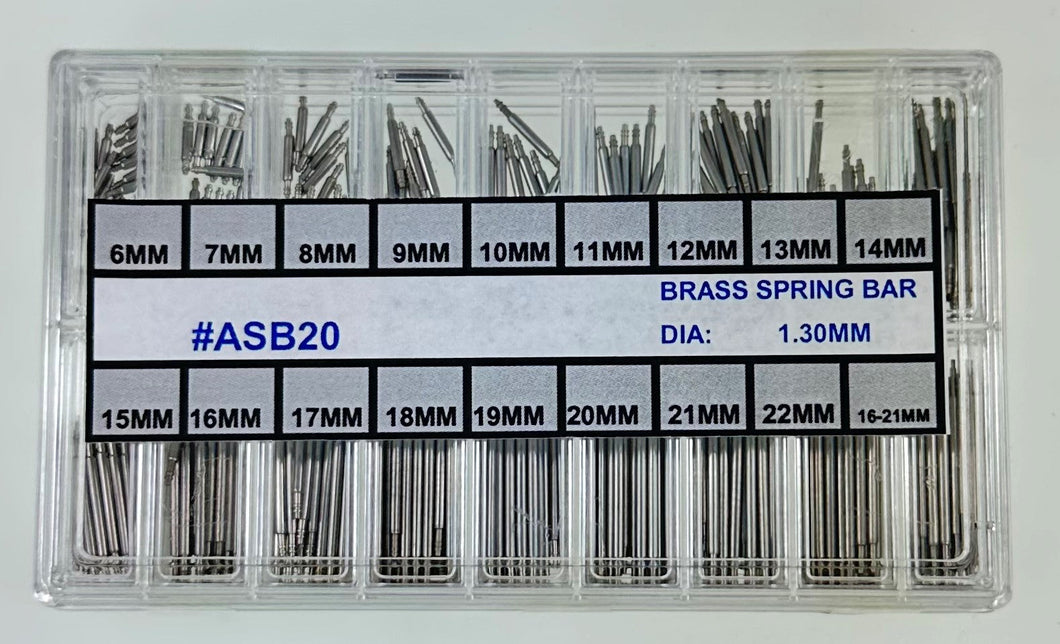 6MM 7MM 8MM 9MM 10MM 11MM 12MM 13MM 14MM
BRASS SPRING BAR
#ASB20 DIA: 1.30MM
15MM 16MM 17MM 18MM 19MM 20MM 21MM 22MM 16-21MM